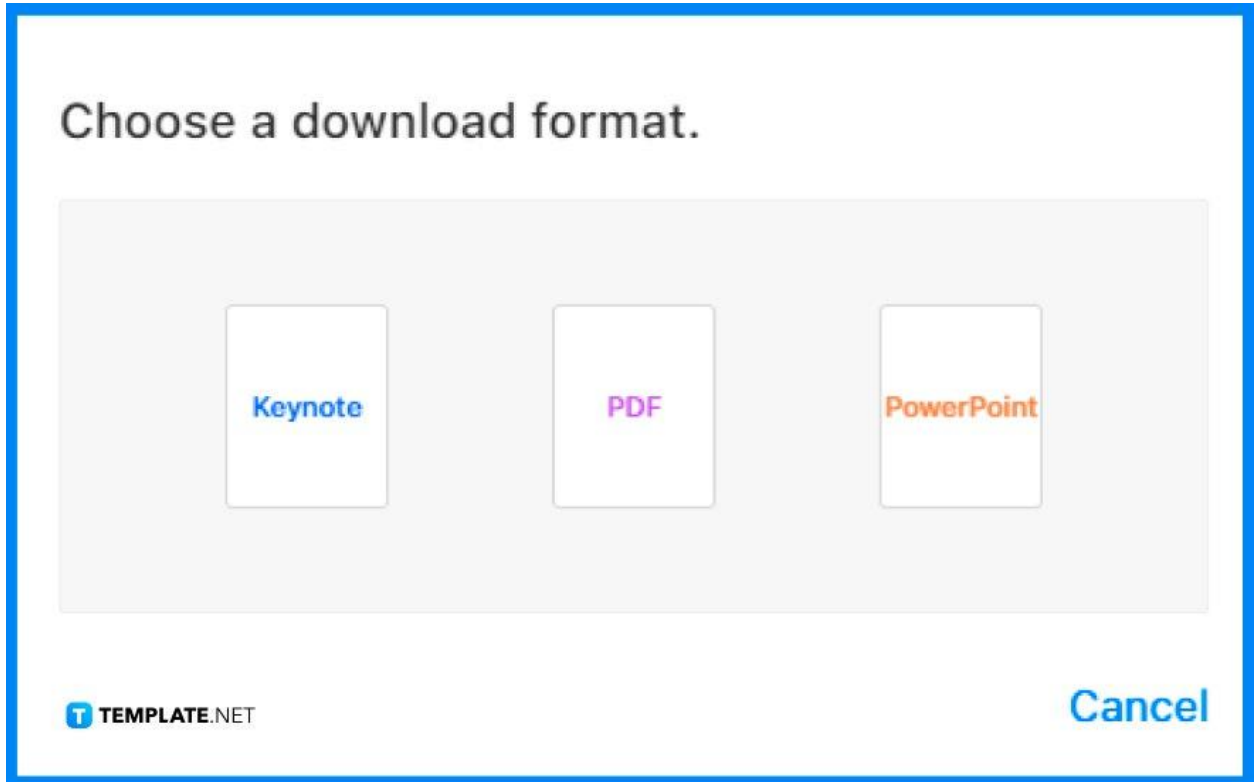 Choose a download format.
Keynote PDF PowerPoint
T TEMPLATE.NET
Cancel